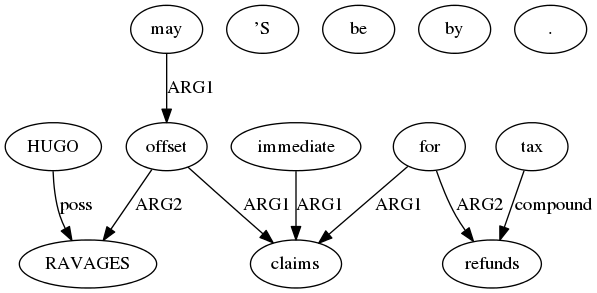 may ’S be by .
ARG1
HUGO offset immediate for tax
poss ARG2 ARG1 ARG1 ARG1 ARG2 compound
RAVAGES claims refunds